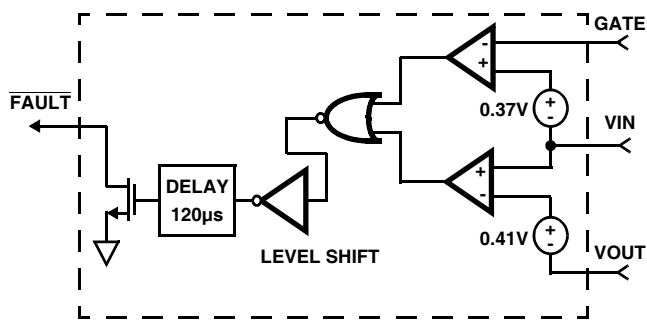 GATE
-
+
FAULT
+
-
0.37V
VIN
+
-
DELAY
120µs
LEVEL SHIFT
+
-
0.41V
VOUT